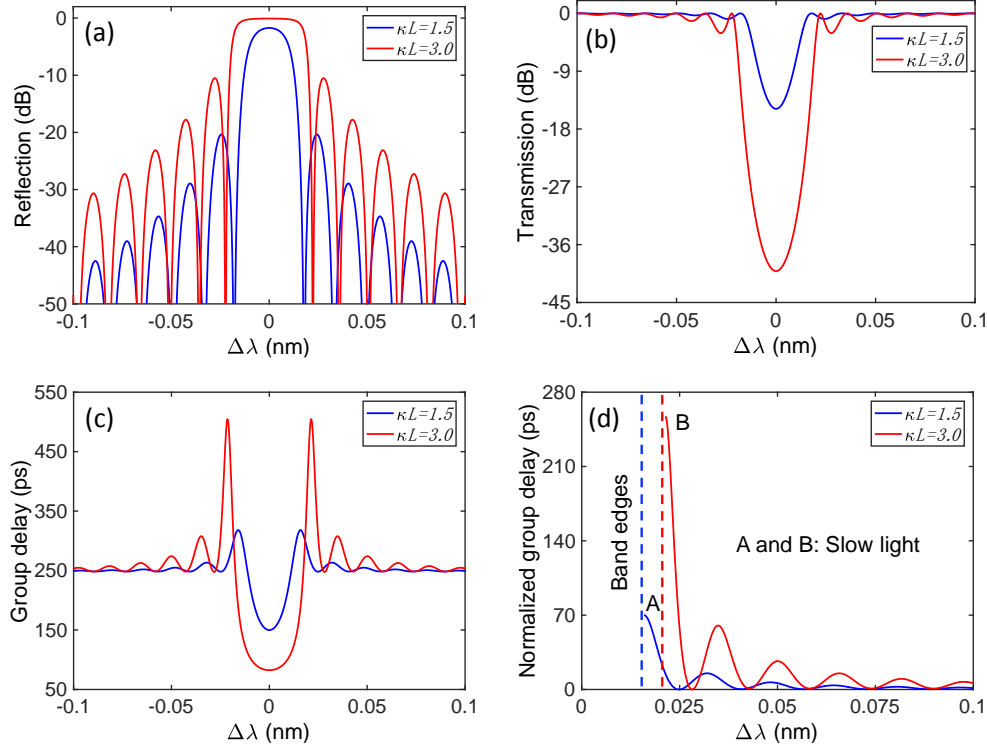 (a)
κL=1.5
κL=3.0
0
-10
-20
-30
-40
-50
-0.1
-0.05
0
0.05
0.1
Reflection (dB)
Δλ (nm)
(b)
κL=1.5
κL=3.0
0
-9
-18
-27
-36
-45
-0.1
-0.05
0
0.05
0.1
Transmission (dB)
Δλ (nm)
(c)
κL=1.5
κL=3.0
550
450
350
250
150
50
-0.1
-0.05
0
0.05
0.1
Group delay (ps)
Δλ (nm)
(d)
κL=1.5
κL=3.0
280
210
140
70
0
0
0.025
0.05
0.075
0.1
Normalized group delay (ps)
Δλ (nm)
Band edges
A
B
A and B: Slow light